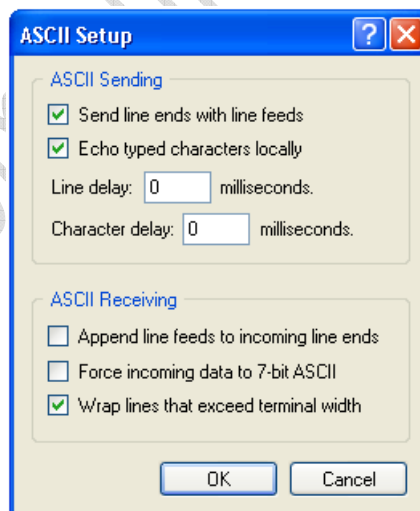 ASCII Setup
ASCII Sending
Send line ends with line feeds
Echo typed characters locally
Line delay: 0 milliseconds.
Character delay: 0 milliseconds.
ASCII Receiving
Append line feeds to incoming line ends
Force incoming data to 7-bit ASCII
Wrap lines that exceed terminal width
OK Cancel